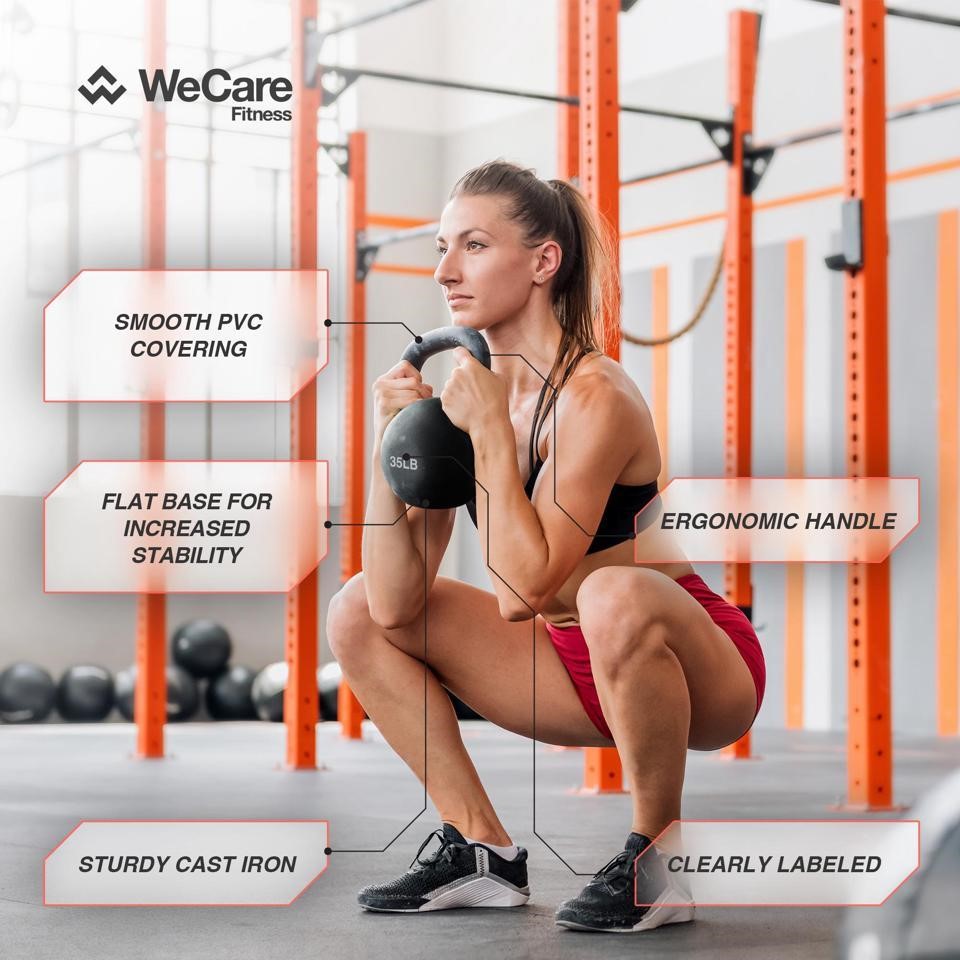 WeCare
Fitness
SMOOTH PVC
COVERING
35LB
FLAT BASE FOR
INCREASED
STABILITY
ERGONOMIC HANDLE
STURDY CAST IRON
CLEARLY LABELED